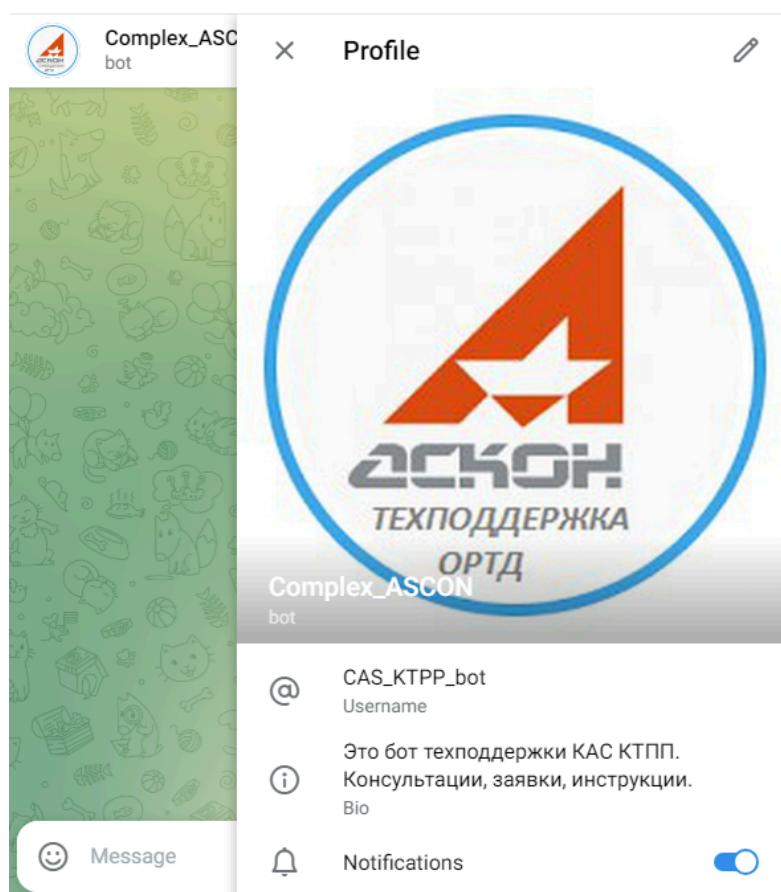 Complex_ASC
bot
Profile
АСКОН
ТЕХПОДДЕРЖКА
ОРТД
Complex_ASCON
bot
CAS_KTPP_bot
Username
Это бот техподдержки КАС КТПП.
Консультации, заявки, инструкции.
Bio
Message
Notifications